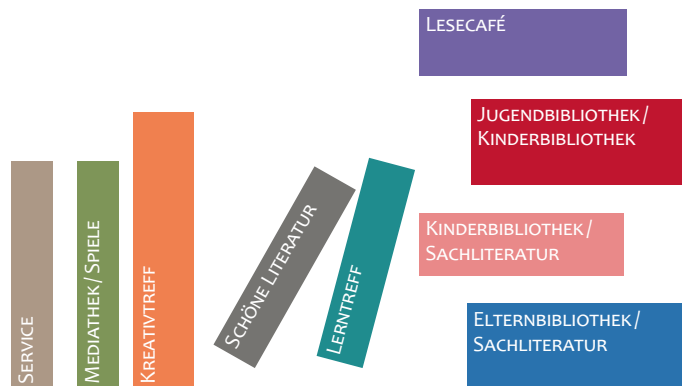 Lesecafé
Jugendbibliothek/
Kinderbibliothek
Kinderbibliothek/
Sachliteratur
Elternbibliothek/
Sachliteratur
Service
Mediathek/Spiele
Kreativtreff
Schöne Literatur
Lerntreff